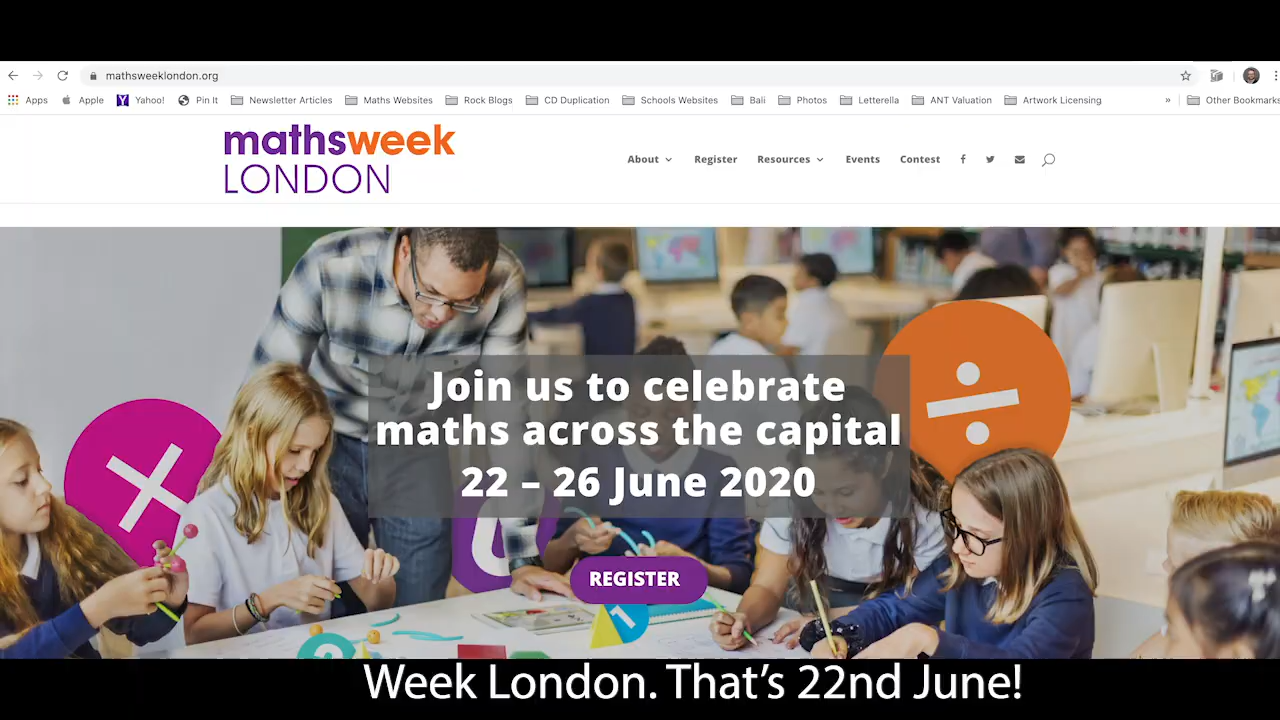 mathsweeklondon.org
Apps Apple Yahoo! Pin It Newsletter Articles Maths Websites Rock Blogs CD Duplication Schools Websites Bali Photos Letterella ANT Valuation Artwork Licensing » Other Bookmarks
mathsweek
LONDON
About Register Resources Events Contest
Join us to celebrate
maths across the capital
22 – 26 June 2020
REGISTER
Week London. That’s 22nd June!